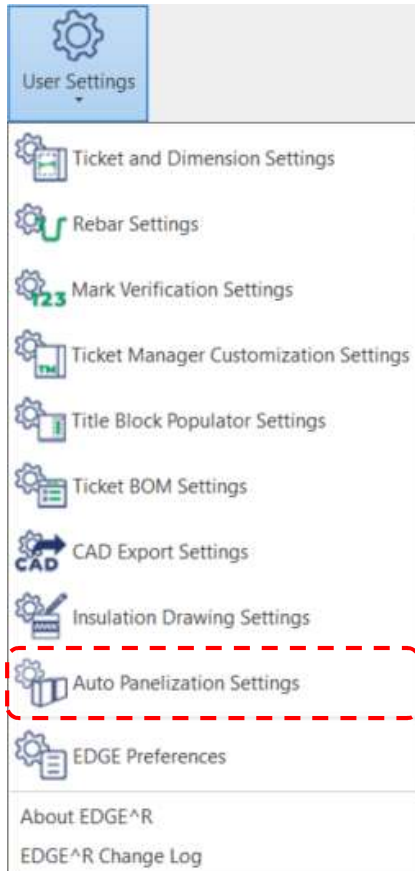 User Settings
Ticket and Dimension Settings
Rebar Settings
123
Mark Verification Settings
TM
Ticket Manager Customization Settings
Title Block Populator Settings
Ticket BOM Settings
CAD
CAD Export Settings
Insulation Drawing Settings
Auto Panelization Settings
EDGE Preferences
About EDGE^R
EDGE^R Change Log